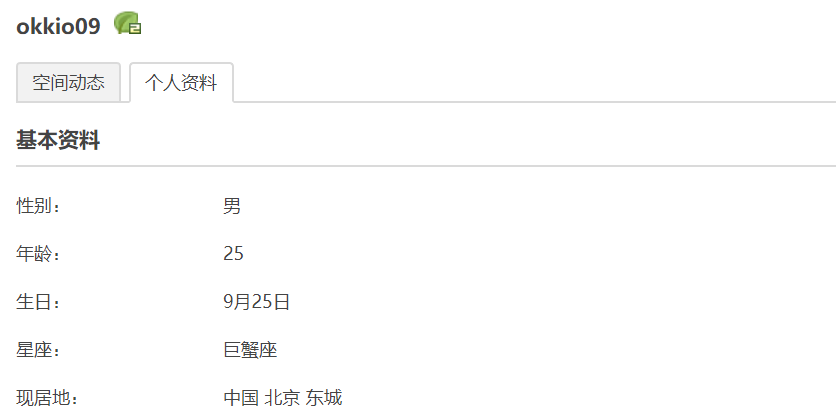 okkio09
空间动态 个人资料
基本资料
性别： 男
年龄： 25
生日： 9月25日
星座： 巨蟹座
现居地： 中国 北京 东城